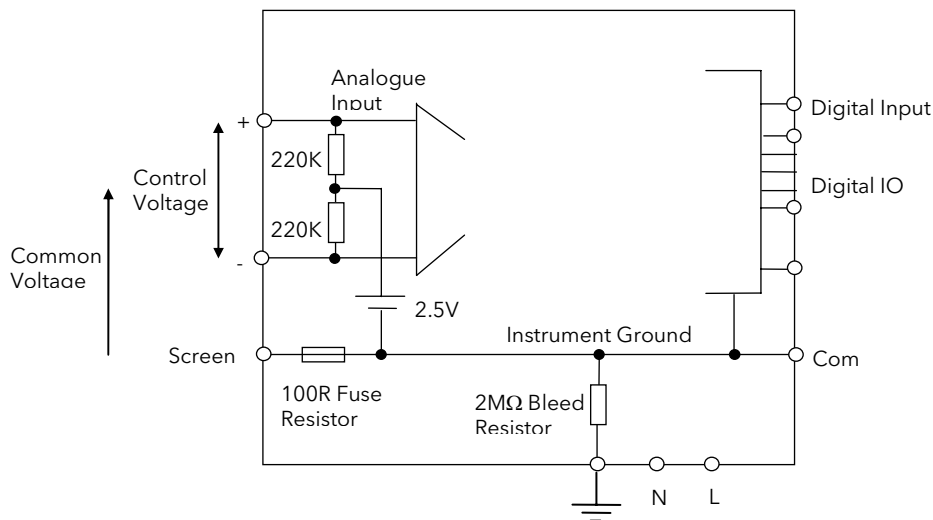 Analogue
Input
+
220K
Control
Voltage
220K
Common
Voltage
-
2.5V
Screen
100R Fuse
Resistor
Instrument Ground
2MΩ Bleed
Resistor
Digital Input
Digital IO
Com
N
L